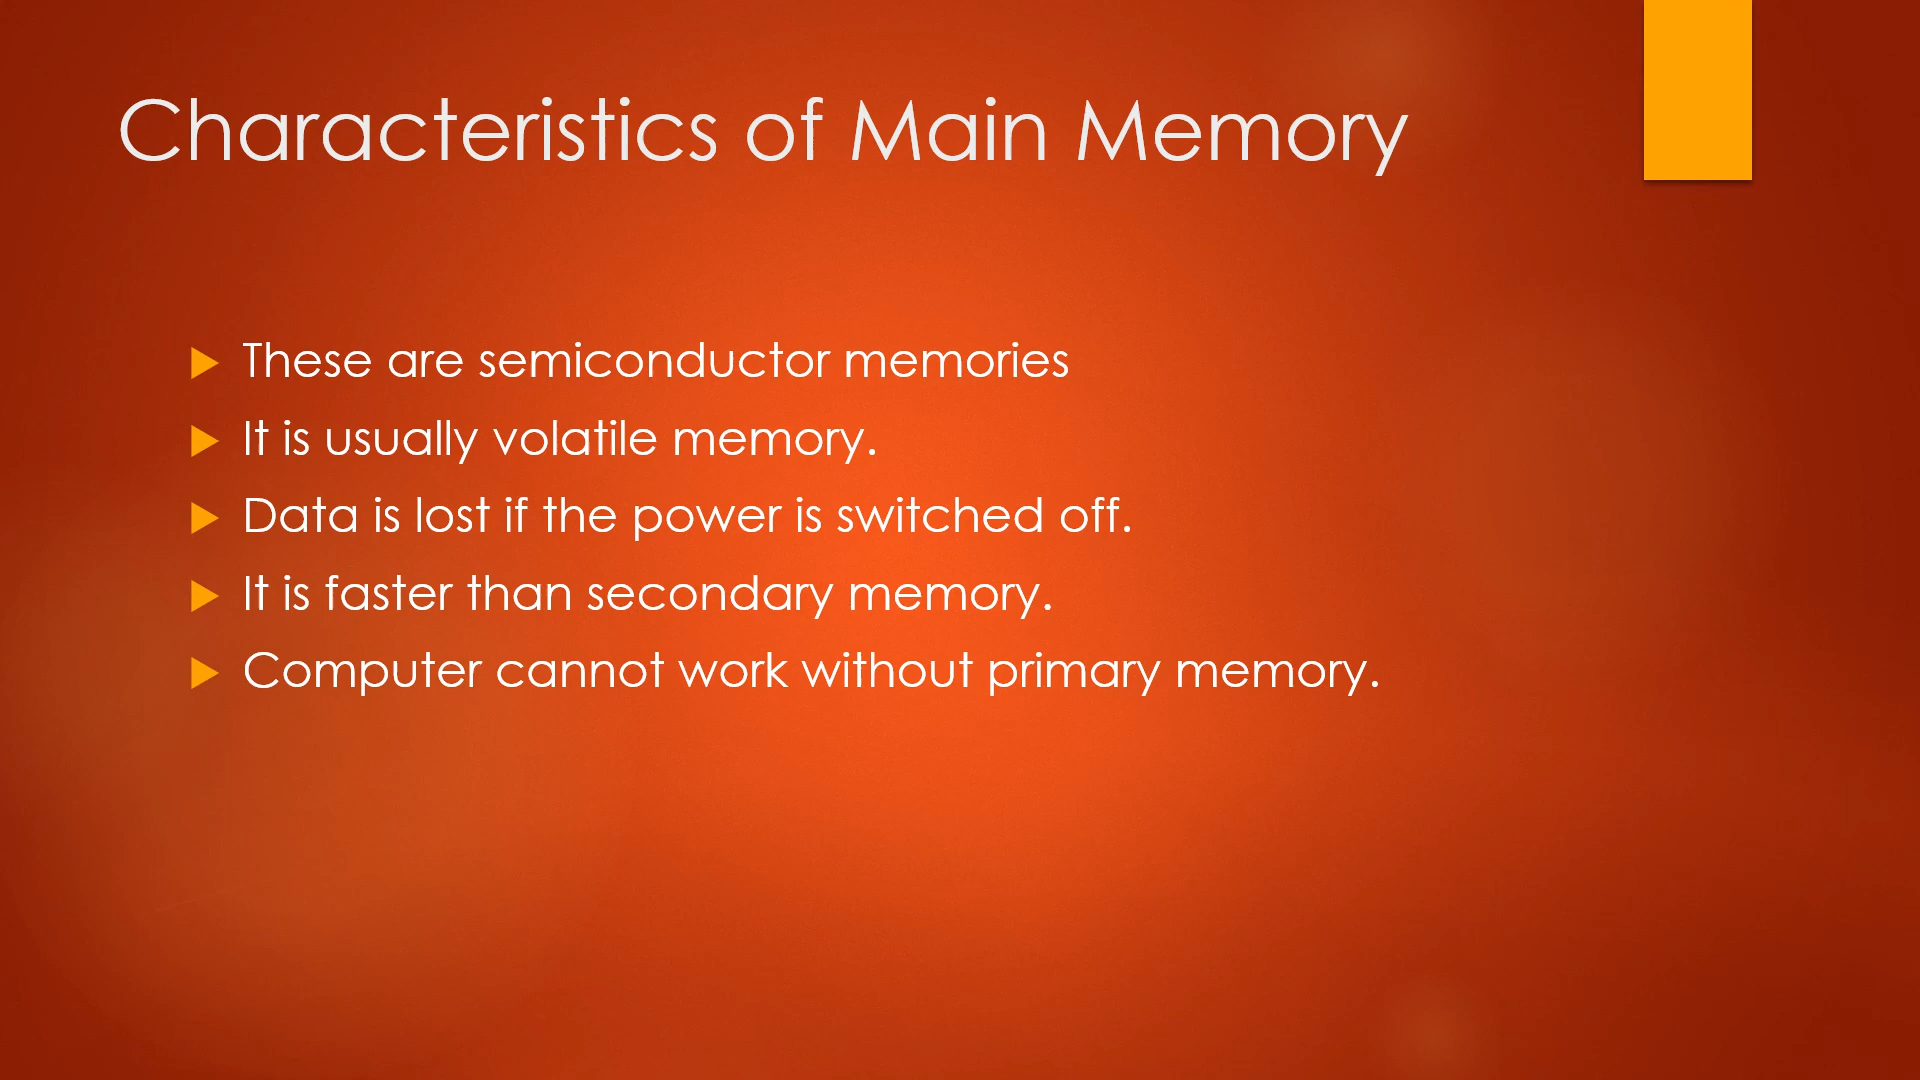 Characteristics of Main Memory
These are semiconductor memories
It is usually volatile memory.
Data is lost if the power is switched off.
It is faster than secondary memory.
Computer cannot work without primary memory.